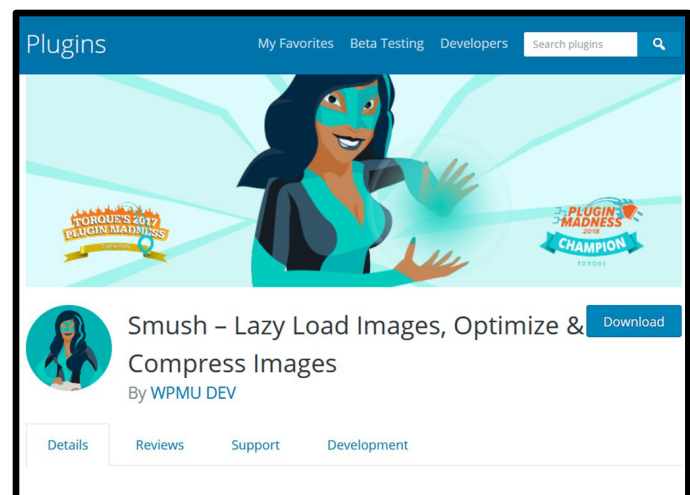 Plugins
My Favorites Beta Testing Developers Search plugins
TORQUE'S 2017
PLUGIN MADNESS
PLUGIN
MADNESS
2018
CHAMPION
TORQUE
Smush – Lazy Load Images, Optimize & Compress Images
Download
By WPMU DEV
Details Reviews Support Development